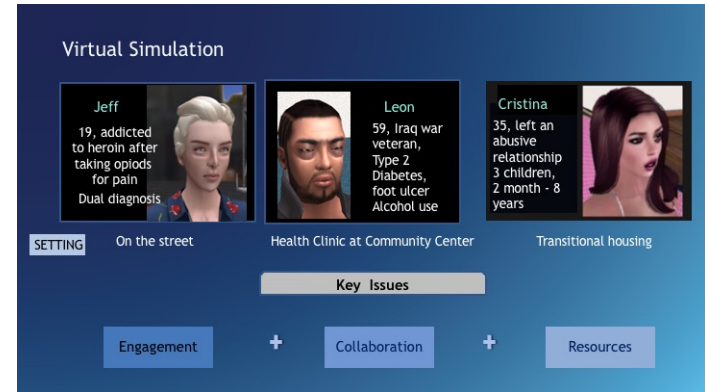 Virtual Simulation
Jeff
19, addicted
to heroin after
taking opiods
for pain
Dual diagnosis
Leon
59, Iraq war
veteran,
Type 2
Diabetes,
foot ulcer
Alcohol use
Cristina
35, left an
abusive
relationship
3 children,
2 month - 8
years
SETTING
On the street
Health Clinic at Community Center
Transitional housing
Key Issues
Engagement
+
Collaboration
+
Resources